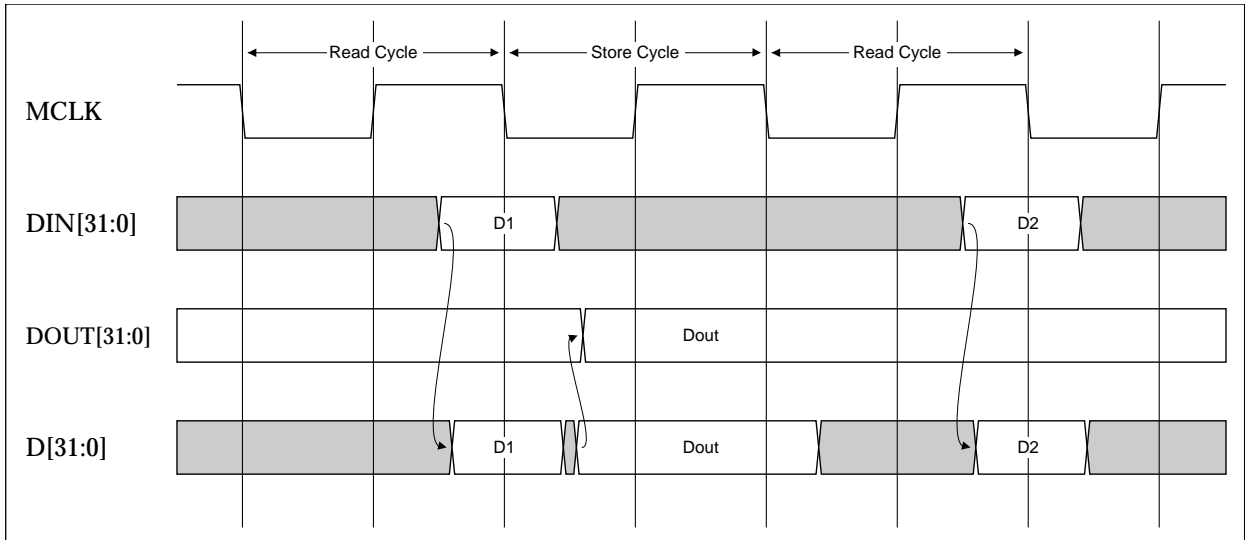 Read Cycle Store Cycle Read Cycle
MCLK
DIN[31:0] D1 D2
DOUT[31:0] Dout
D[31:0] D1 Dout D2